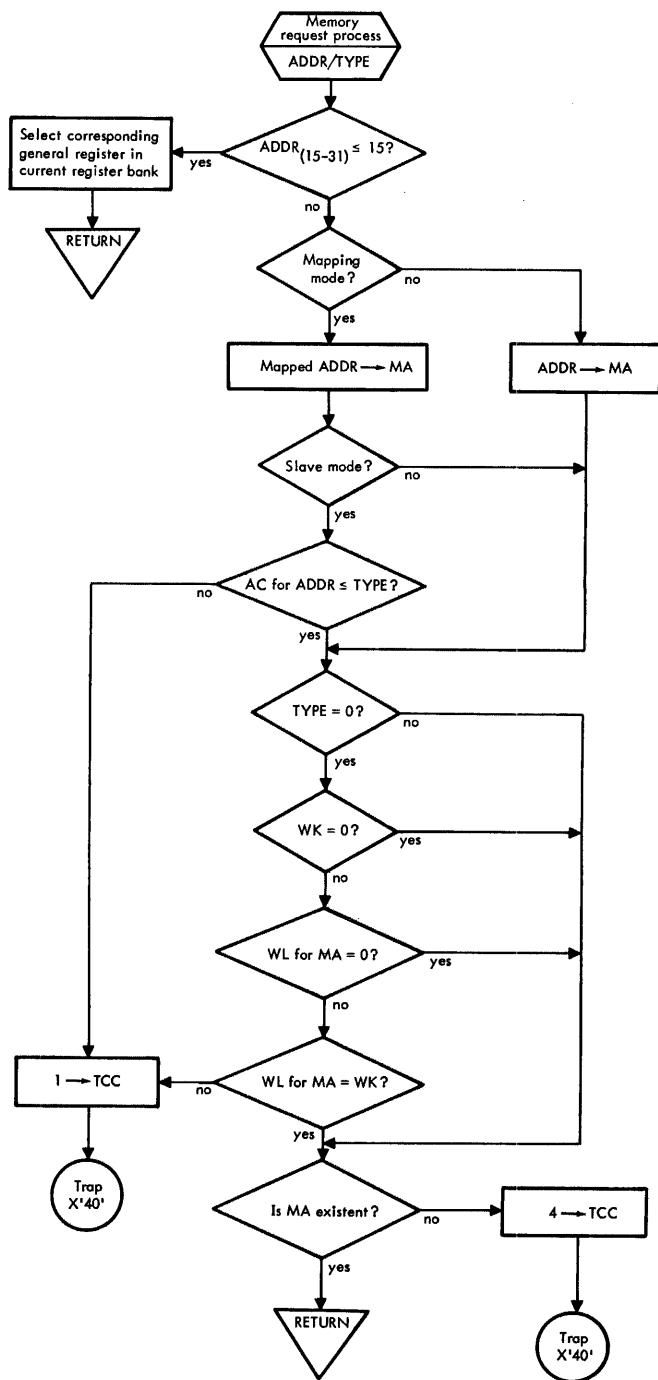 Memory
request process
ADDR/TYPE
ADDR(15-31) ≤ 15?
yes
no
Select corresponding
general register in
current register bank
RETURN
Mapping
mode?
no
yes
Mapped ADDR → MA
ADDR → MA
Slave mode?
no
yes
AC for ADDR ≤ TYPE?
no
yes
TYPE = 0?
no
yes
WK = 0?
yes
no
WL for MA = 0?
yes
no
1 → TCC
WL for MA = WK?
no
yes
Trap
X'40'
Is MA existent?
no
yes
4 → TCC
RETURN
Trap
X'40'